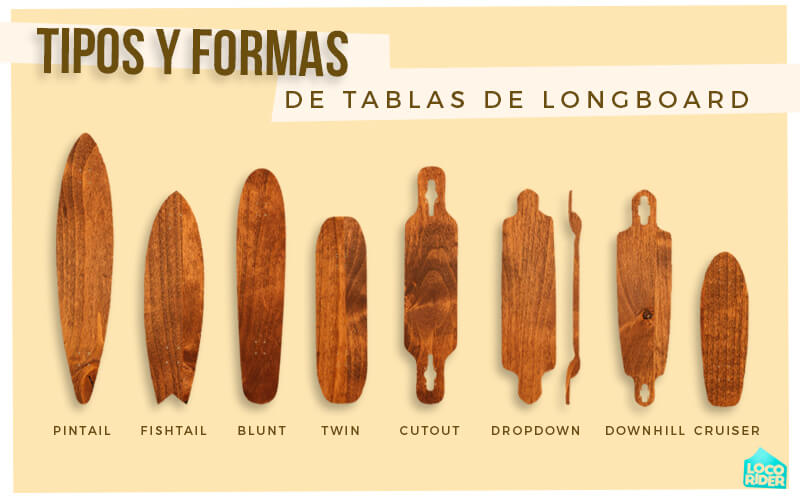 TIPOS Y FORMAS
DE TABLAS DE LONGBOARD
PINTAIL FISHTAIL BLUNT TWIN CUTOUT DROPDOWN DOWNHILL CRUISER
LOCO
RIDER